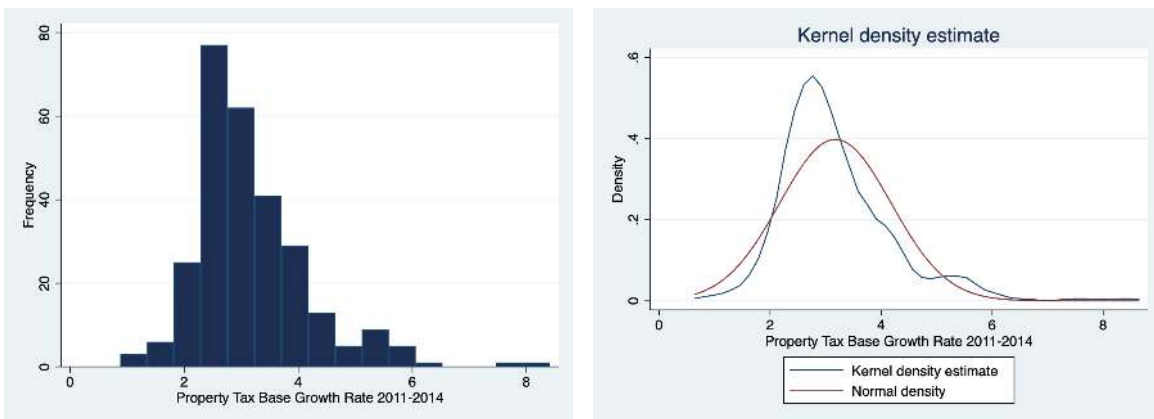 80
60
40
20
0
Frequency
0 2 4 6 8
Property Tax Base Growth Rate 2011-2014
Kernel density estimate
.6
.4
.2
0
Density
0 2 4 6 8
Property Tax Base Growth Rate 2011-2014
Kernel density estimate
Normal density